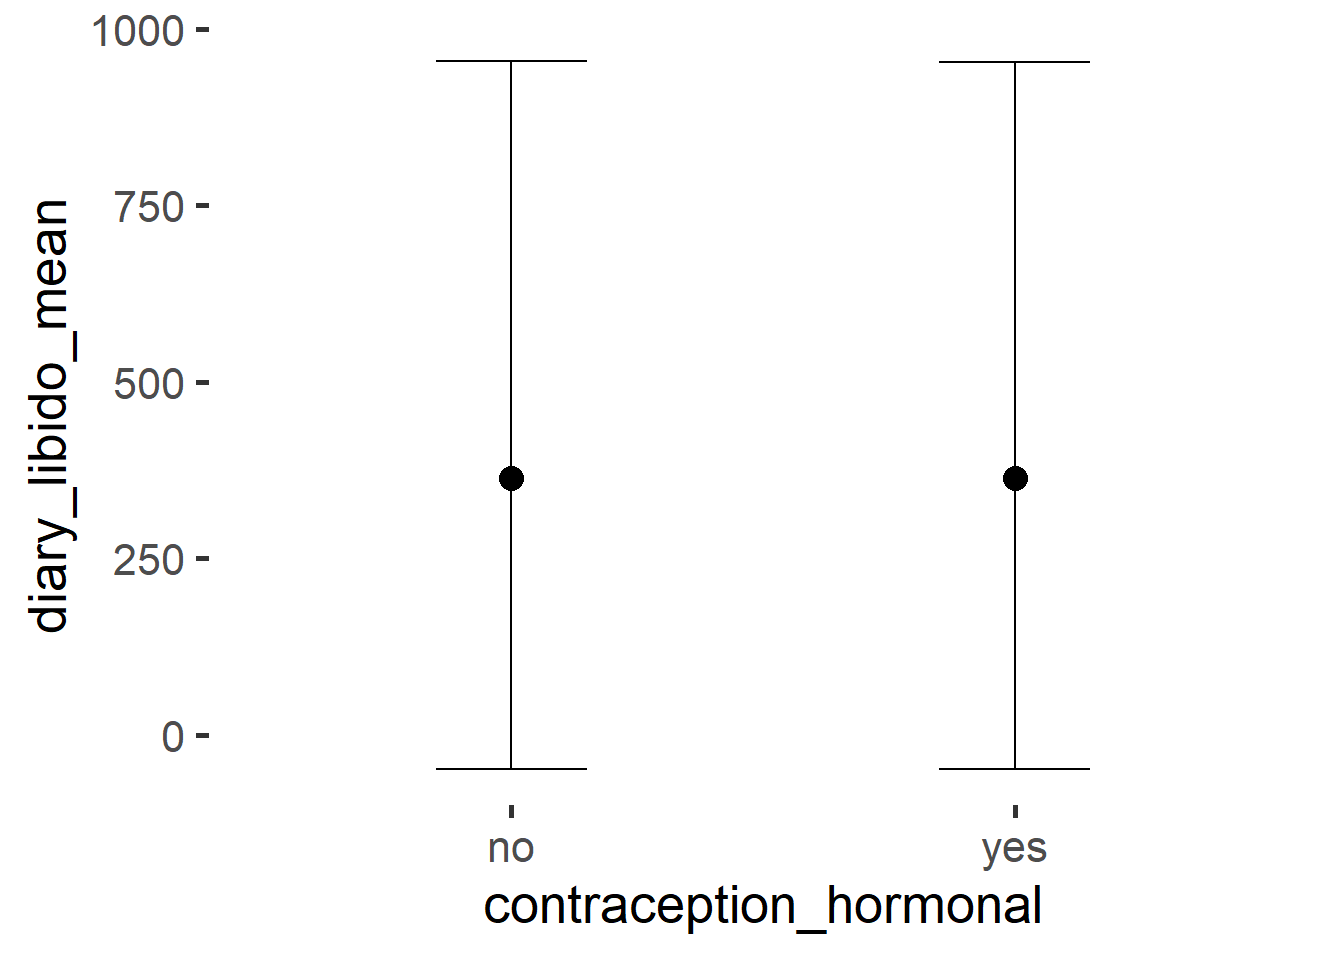 1000
750
500
250
0
diary_libido_mean
no
yes
contraception_hormonal